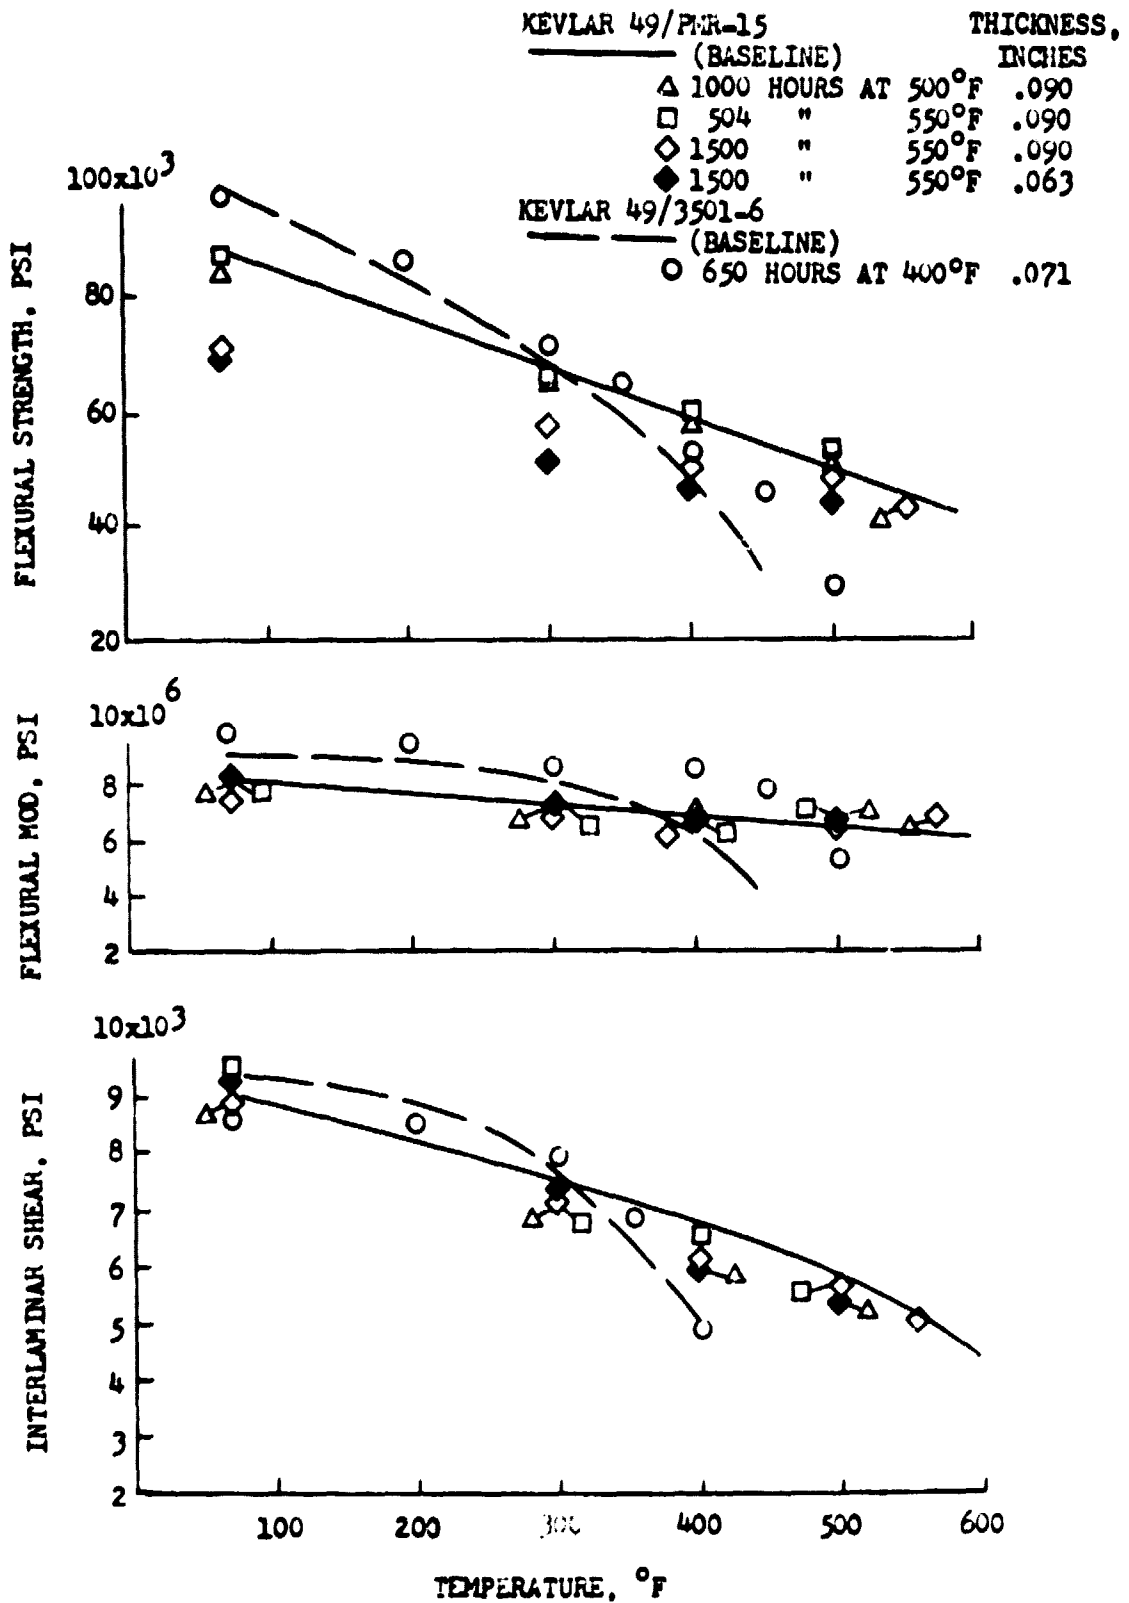 KEVLAR 49/PMR-15 THICKNESS,
(BASELINE) INCHES
1000 HOURS AT 500°F .090
504 " 550°F .090
1500 " 550°F .090
1500 " 550°F .063
KEVLAR 49/3501-6
(BASELINE)
650 HOURS AT 400°F .071
FLEXURAL STRENGTH, PSI
100x10³
80
60
40
20
FLEXURAL MOD, PSI
10x10⁶
8
6
4
2
INTERLAMINAR SHEAR, PSI
10x10³
9
8
7
6
5
4
3
2
100 200 300 400 500 600
TEMPERATURE, °F